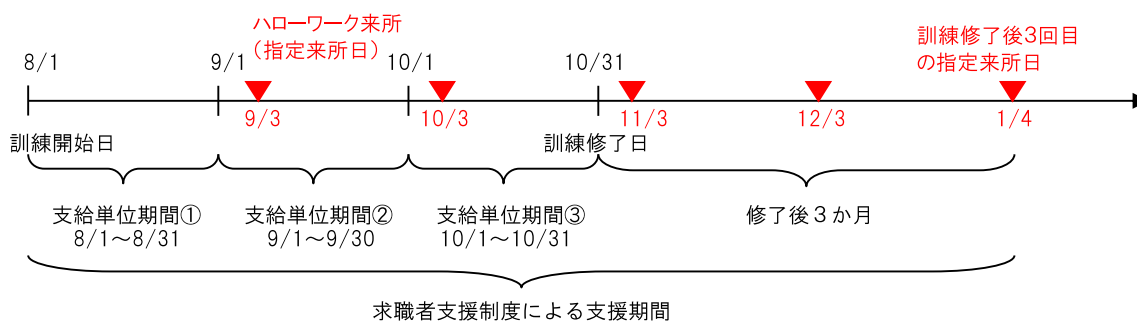 ハローワーク来所
（指定来所日）
訓練修了後3回目
の指定来所日
8/1
9/1
10/1
10/31
9/3
10/3
11/3
12/3
1/4
訓練開始日
訓練修了日
支給単位期間①
8/1～8/31
支給単位期間②
9/1～9/30
支給単位期間③
10/1～10/31
修了後３か月
求職者支援制度による支援期間